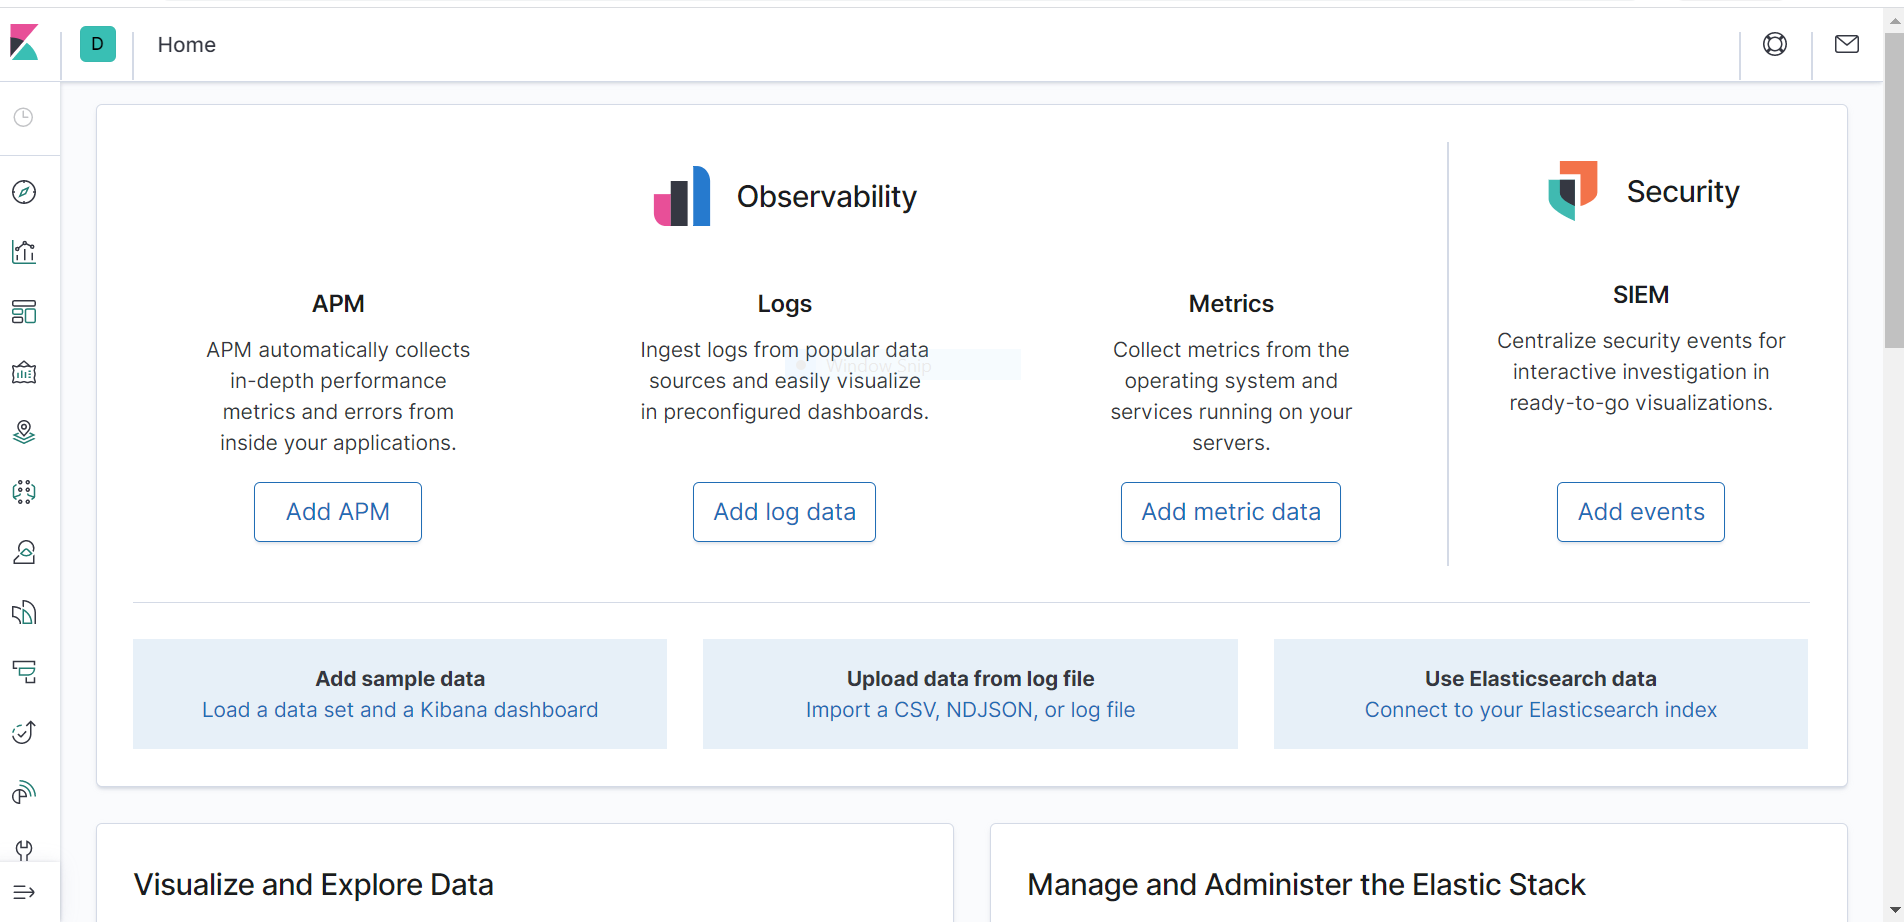 D
Home
Observability
Security
APM
APM automatically collects
in-depth performance
metrics and errors from
inside your applications.
Add APM
Logs
Ingest logs from popular data
sources and easily visualize
in preconfigured dashboards.
Window Snip
Add log data
Metrics
Collect metrics from the
operating system and
services running on your
servers.
Add metric data
SIEM
Centralize security events for
interactive investigation in
ready-to-go visualizations.
Add events
Add sample data
Load a data set and a Kibana dashboard
Upload data from log file
Import a CSV, NDJSON, or log file
Use Elasticsearch data
Connect to your Elasticsearch index
Visualize and Explore Data
Manage and Administer the Elastic Stack